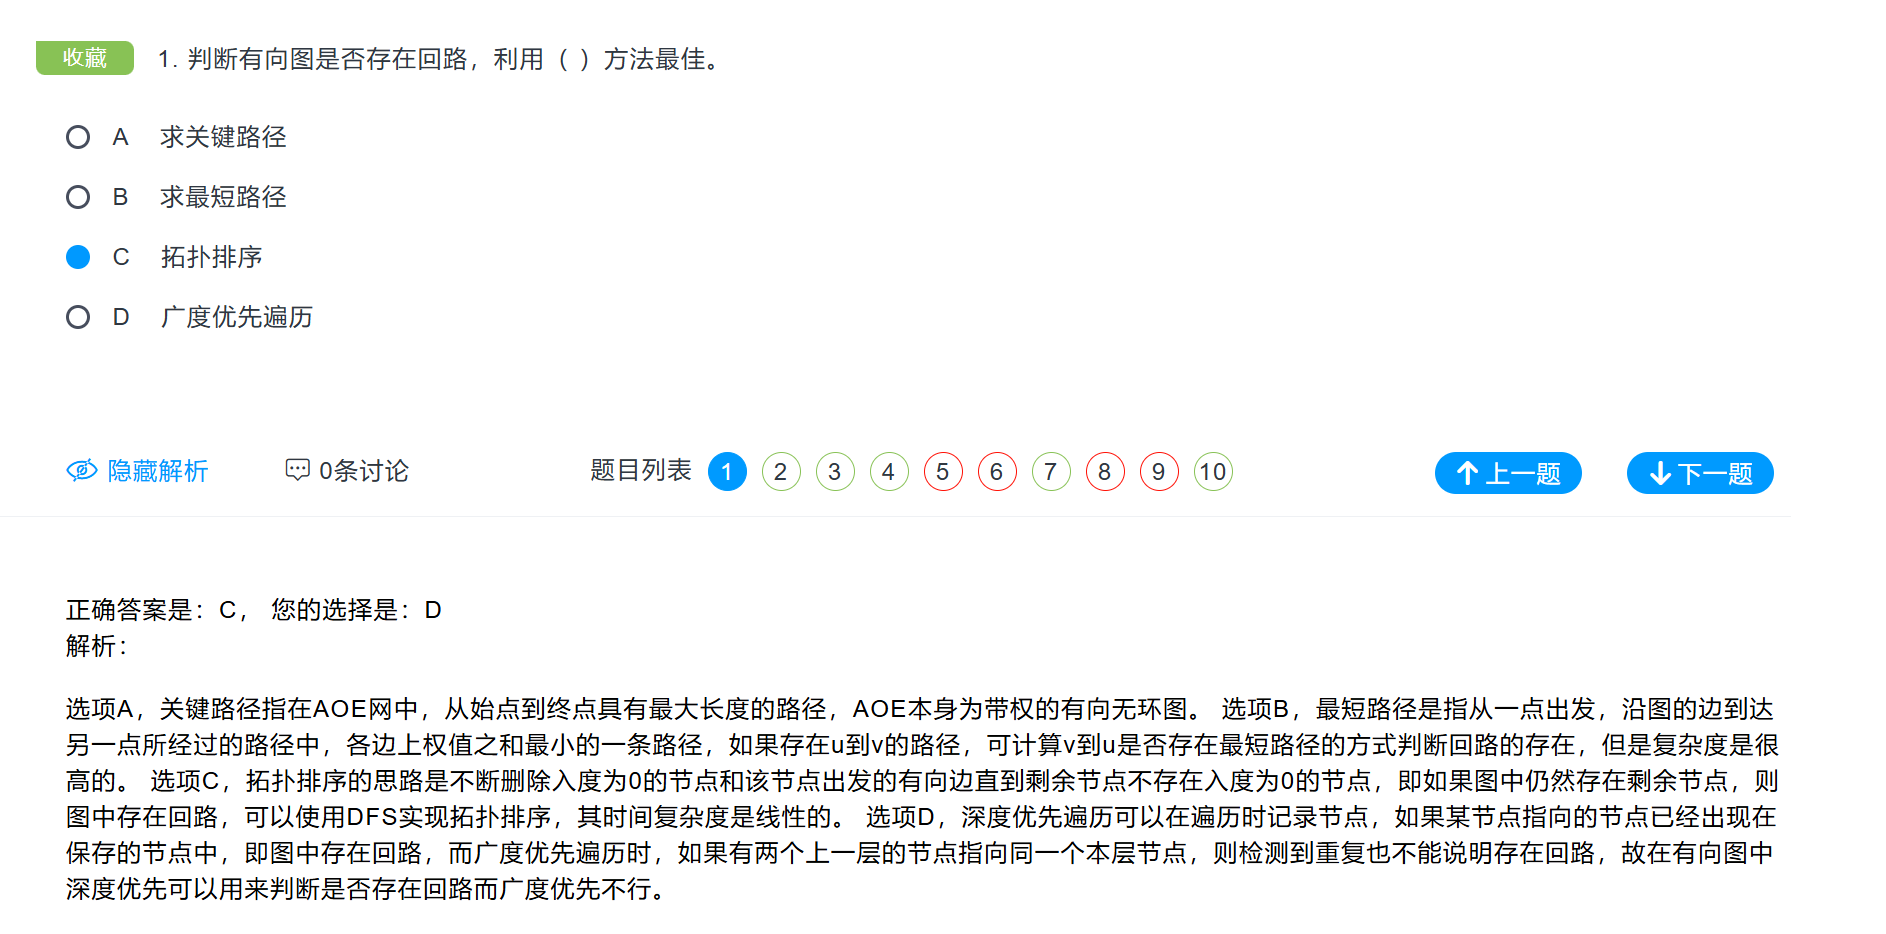 收藏 1. 判断有向图是否存在回路，利用（ ）方法最佳。
A 求关键路径
B 求最短路径
C 拓扑排序
D 广度优先遍历
隐藏解析 0条讨论 题目列表 1 2 3 4 5 6 7 8 9 10 上一题 下一题
正确答案是：C， 您的选择是：D
解析：
选项A，关键路径指在AOE网中，从始点到终点具有最大长度的路径，AOE本身为带权的有向无环图。 选项B，最短路径是指从一点出发，沿图的边到达
另一点所经过的路径中，各边上权值之和最小的一条路径，如果存在u到v的路径，可计算v到u是否存在最短路径的方式判断回路的存在，但是复杂度是很
高的。 选项C，拓扑排序的思路是不断删除入度为0的节点和该节点出发的有向边直到剩余节点不存在入度为0的节点，即如果图中仍然存在剩余节点，则
图中存在回路，可以使用DFS实现拓扑排序，其时间复杂度是线性的。 选项D，深度优先遍历可以在遍历时记录节点，如果某节点指向的节点已经出现在
保存的节点中，即图中存在回路，而广度优先遍历时，如果有两个上一层的节点指向同一个本层节点，则检测到重复也不能说明存在回路，故在有向图中
深度优先可以用来判断是否存在回路而广度优先不行。